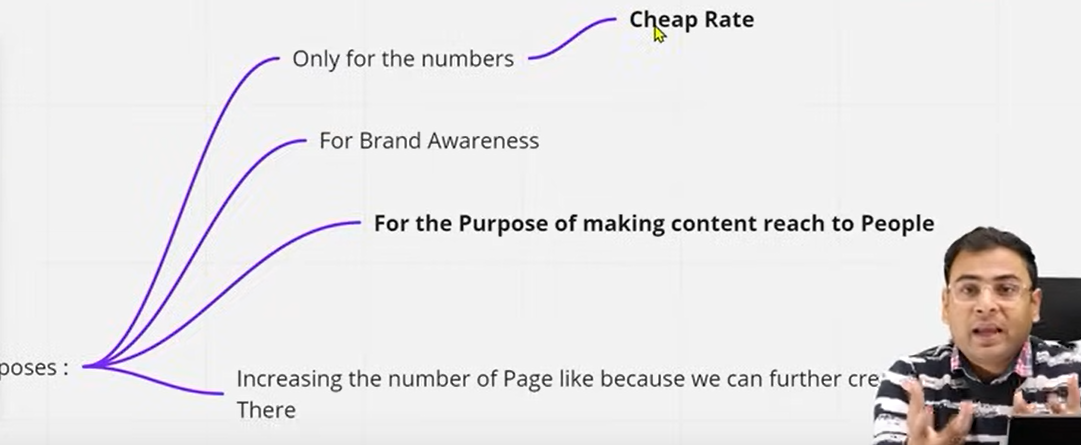 Cheap Rate
Only for the numbers
For Brand Awareness
For the Purpose of making content reach to People
poses :
Increasing the number of Page like because we can further cre
There